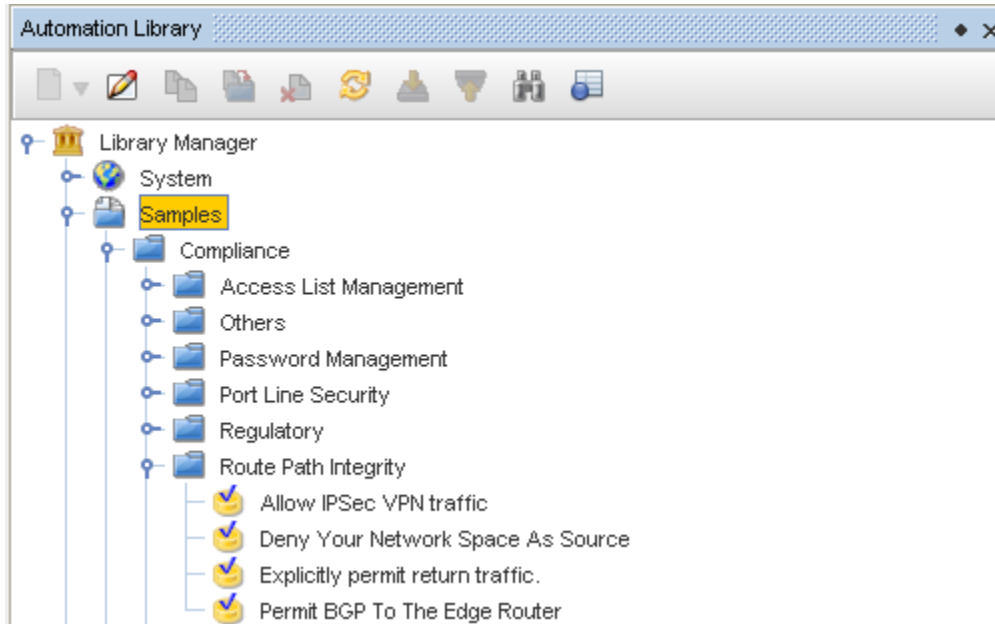 Automation Library
Library Manager
System
Samples
Compliance
Access List Management
Others
Password Management
Port Line Security
Regulatory
Route Path Integrity
Allow IPSec VPN traffic
Deny Your Network Space As Source
Explicitly permit return traffic.
Permit BGP To The Edge Router